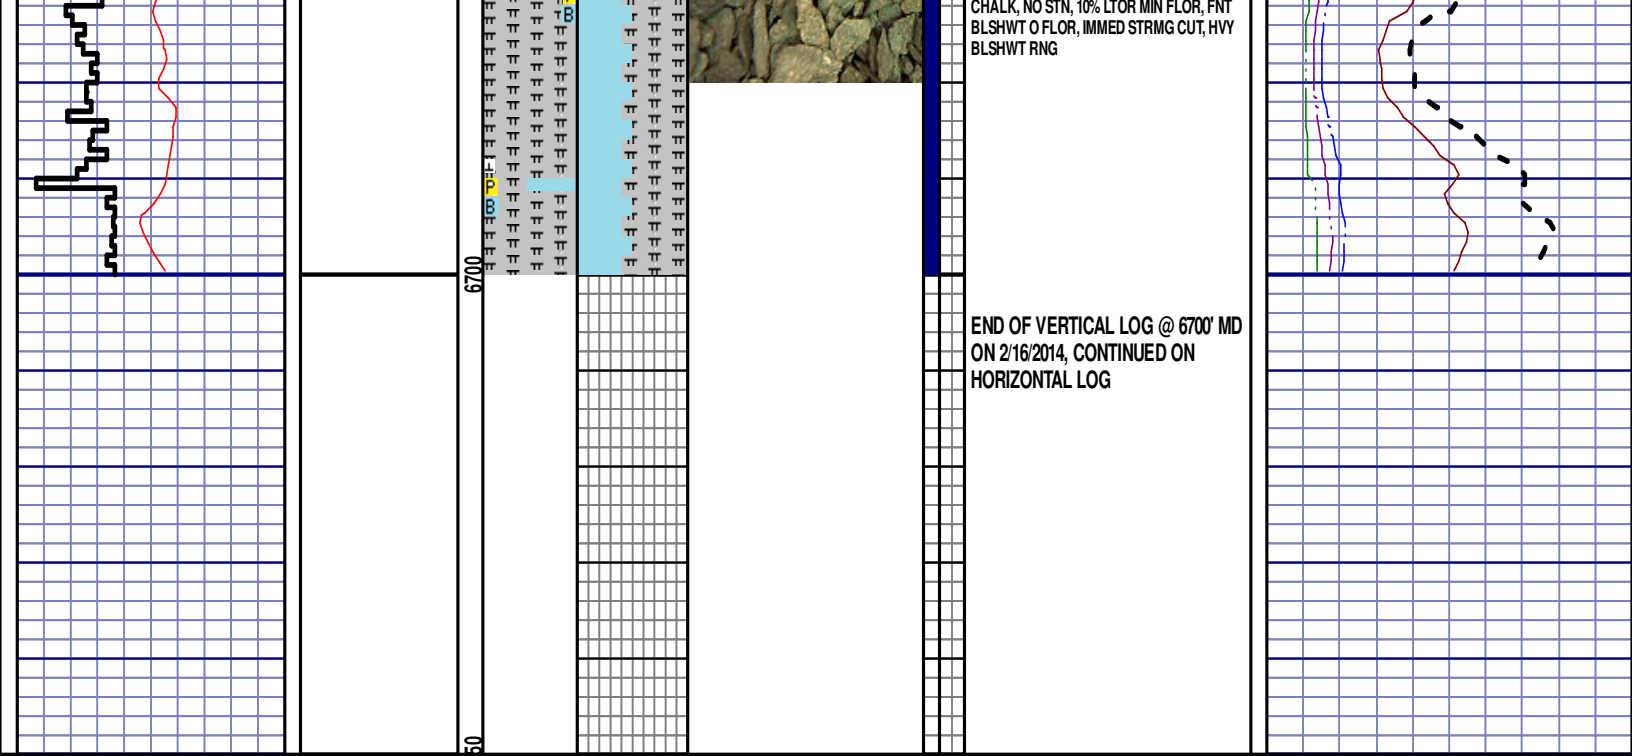 CHALK, NO STN, 10% LTOR MIN FLOR, FNT
BLSHWT O FLOR, IMMED STRMG CUT, HVY
BLSHWT RNG
B
P
B
6700
END OF VERTICAL LOG @ 6700' MD
ON 2/16/2014, CONTINUED ON
HORIZONTAL LOG